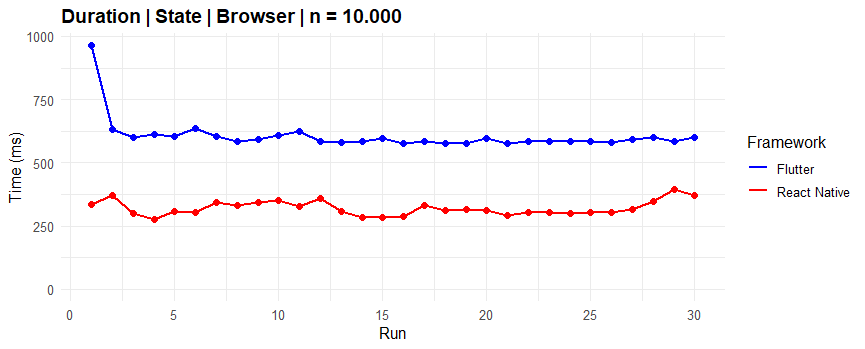 Duration | State | Browser | n = 10.000
1000
750
500
250
0
Time (ms)
0 5 10 15 20 25 30
Run
Framework
Flutter
React Native